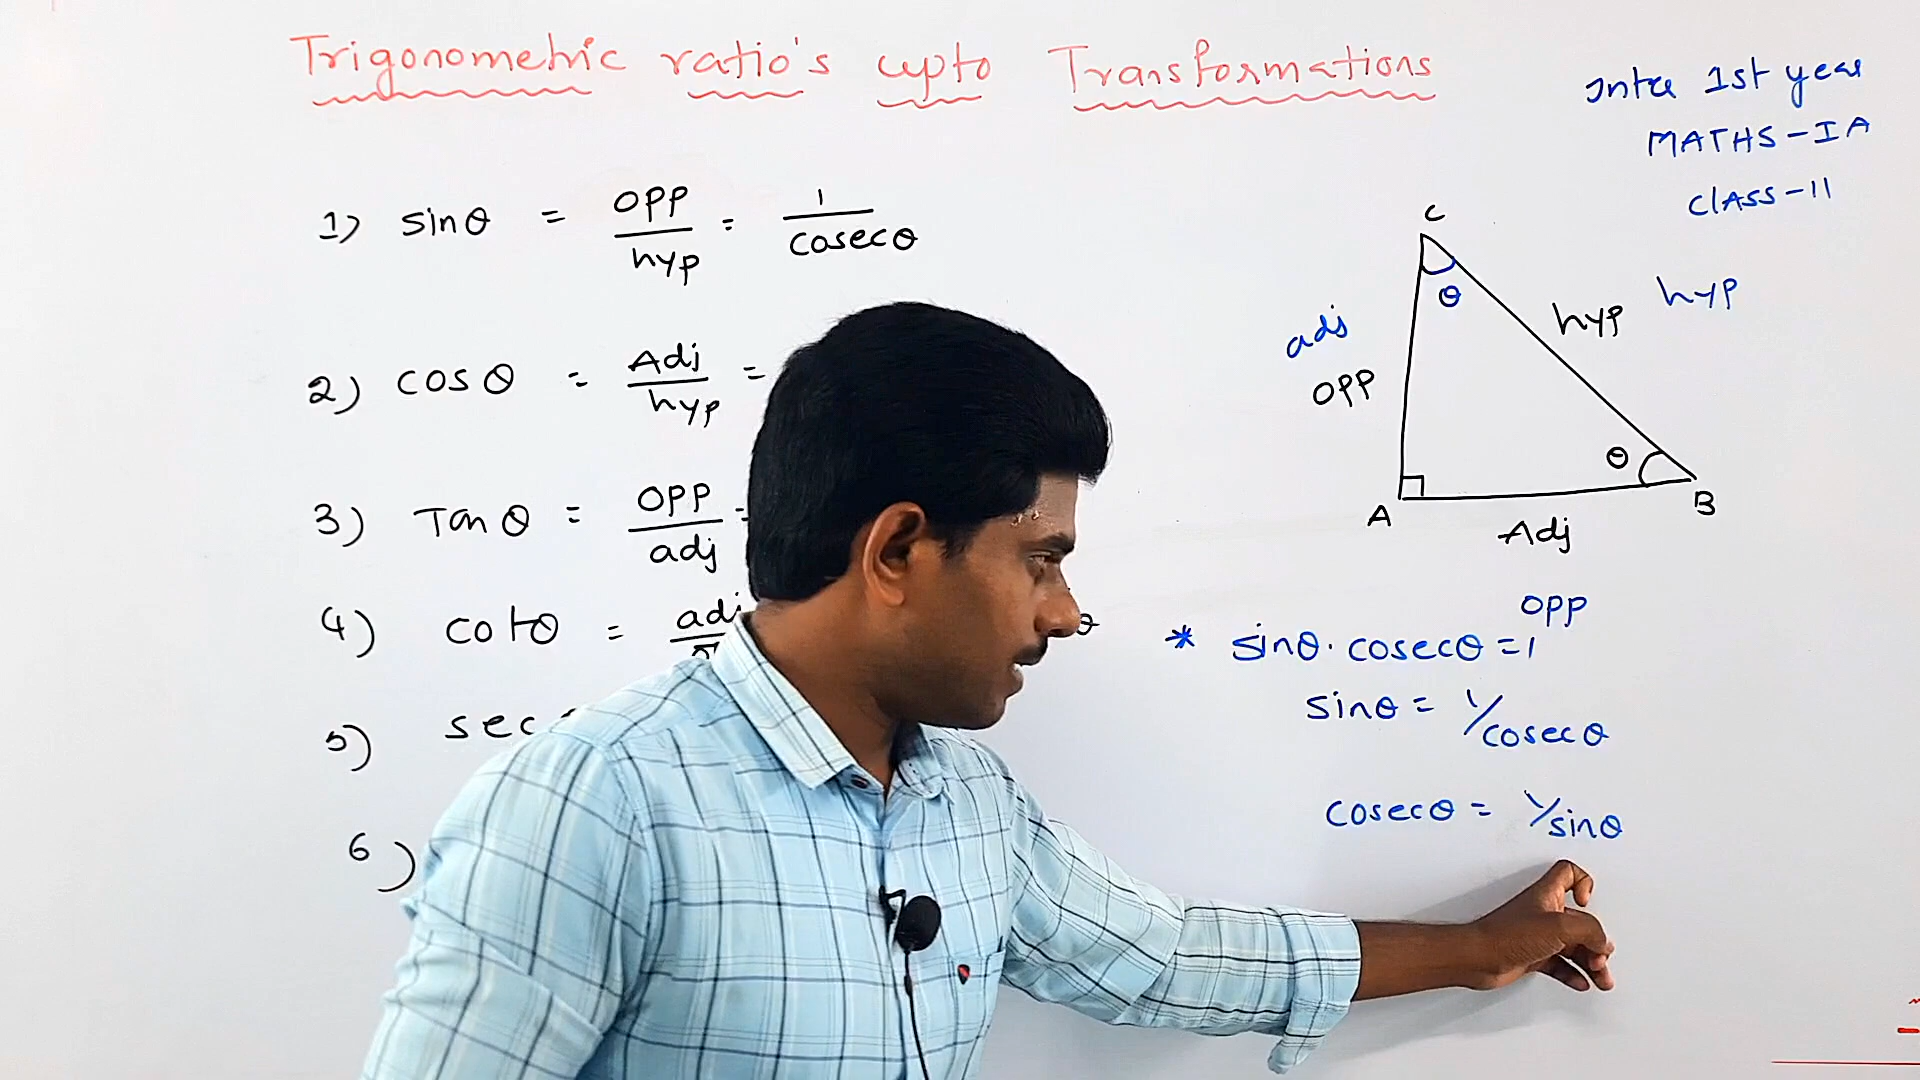 Trigonometric ratio's upto Transformations
Inter 1st year
MATHS-IA
ClASS-11
1) sinθ = OPP/hyp = 1/cosecθ
2) cosθ = Adj/hyp =
3) Tanθ = OPP/adj =
4) cotθ = adj
5) sec
6)
C
θ
adj
OPP
hyp
hyp
θ
A
B
Adj
OPP
* sinθ. cosecθ = 1
sinθ = 1/cosecθ
cosecθ = 1/sinθ